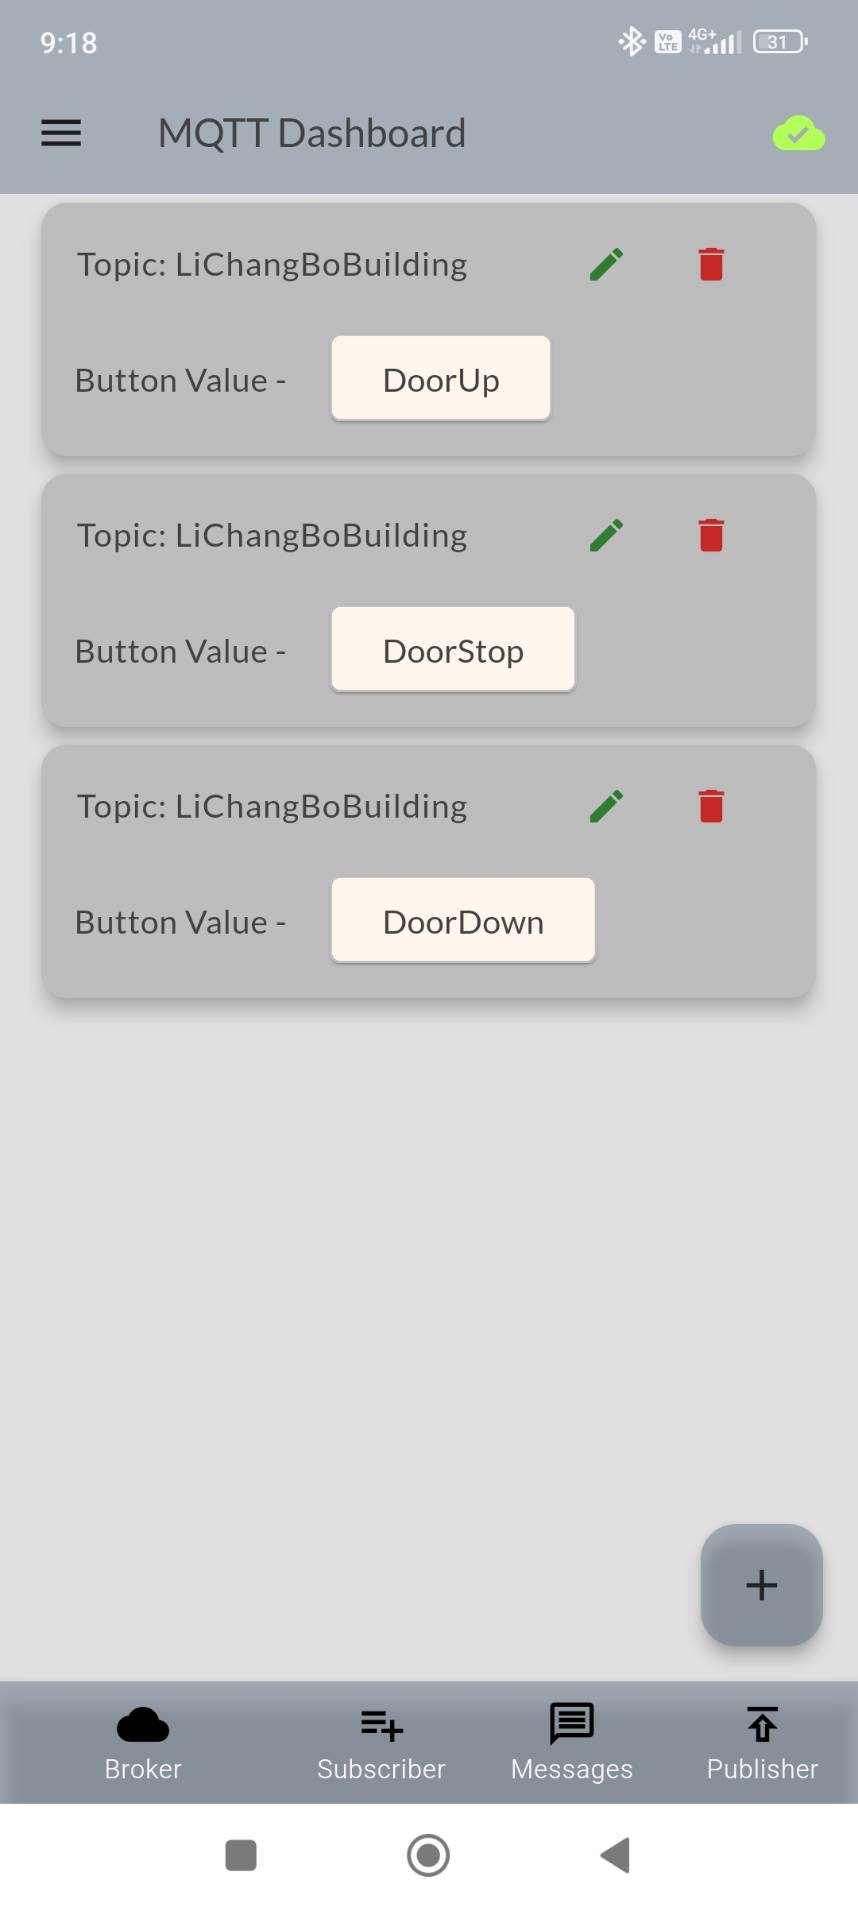 9:18
Vo LTE 4G+ 31
MQTT Dashboard
Topic: LiChangBoBuilding
Button Value - DoorUp
Topic: LiChangBoBuilding
Button Value - DoorStop
Topic: LiChangBoBuilding
Button Value - DoorDown
Broker Subscriber Messages Publisher